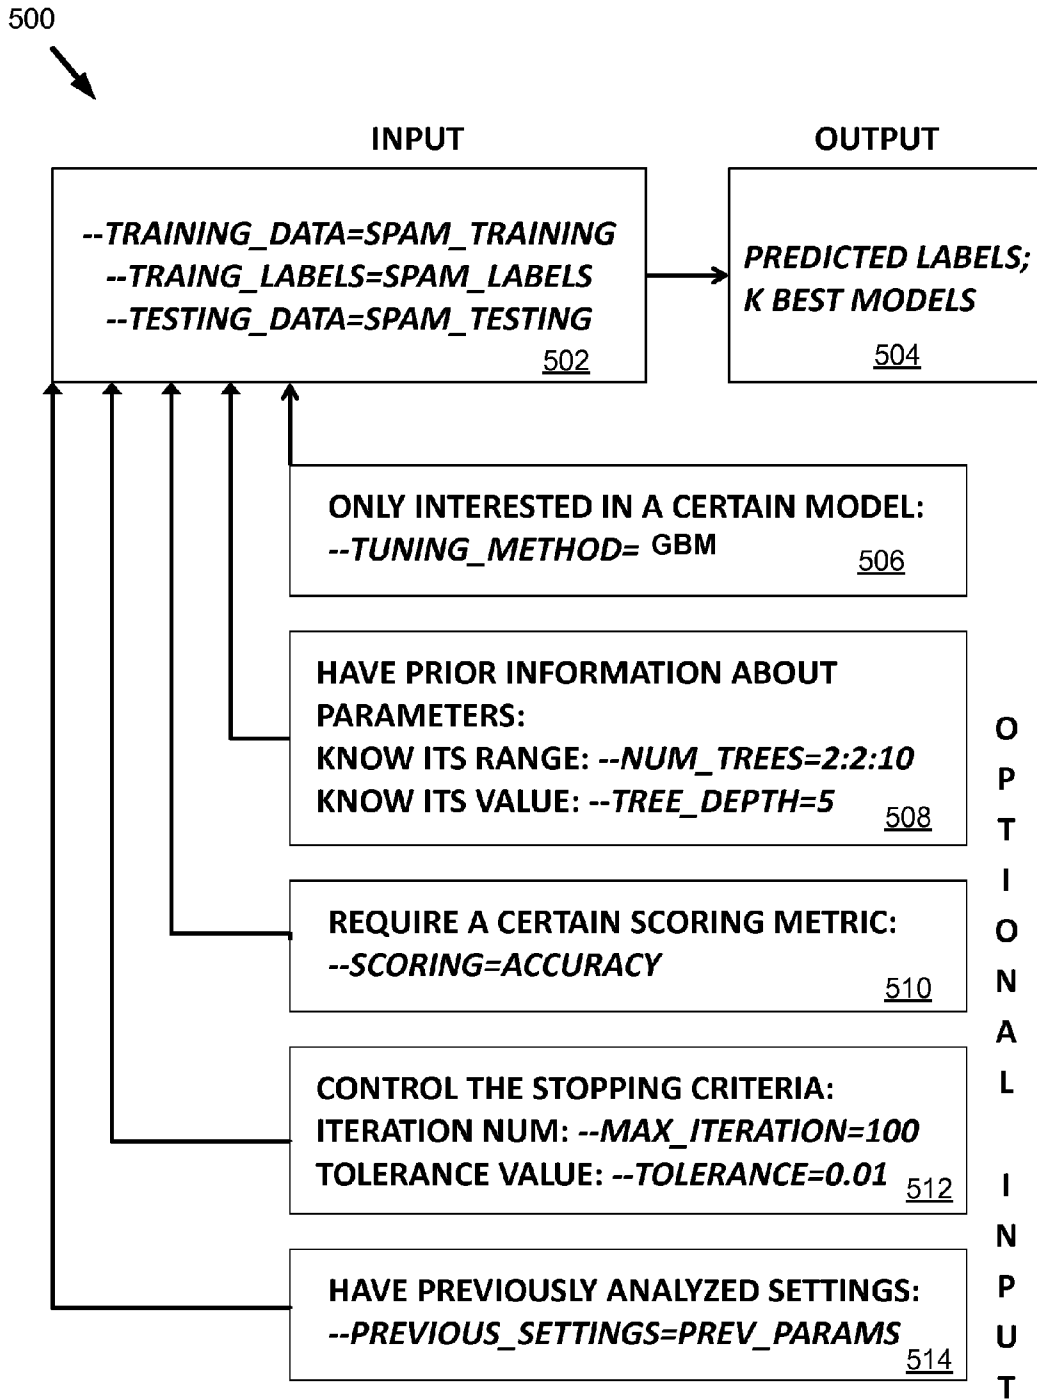 500
INPUT
OUTPUT
--TRAINING_DATA=SPAM_TRAINING
--TRAING_LABELS=SPAM_LABELS
--TESTING_DATA=SPAM_TESTING
502
PREDICTED LABELS;
K BEST MODELS
504
ONLY INTERESTED IN A CERTAIN MODEL:
--TUNING_METHOD= GBM
506
HAVE PRIOR INFORMATION ABOUT
PARAMETERS:
KNOW ITS RANGE: --NUM_TREES=2:2:10
KNOW ITS VALUE: --TREE_DEPTH=5
508
REQUIRE A CERTAIN SCORING METRIC:
--SCORING=ACCURACY
510
CONTROL THE STOPPING CRITERIA:
ITERATION NUM: --MAX_ITERATION=100
TOLERANCE VALUE: --TOLERANCE=0.01
512
HAVE PREVIOUSLY ANALYZED SETTINGS:
--PREVIOUS_SETTINGS=PREV_PARAMS
514
OPTIONAL INPUT